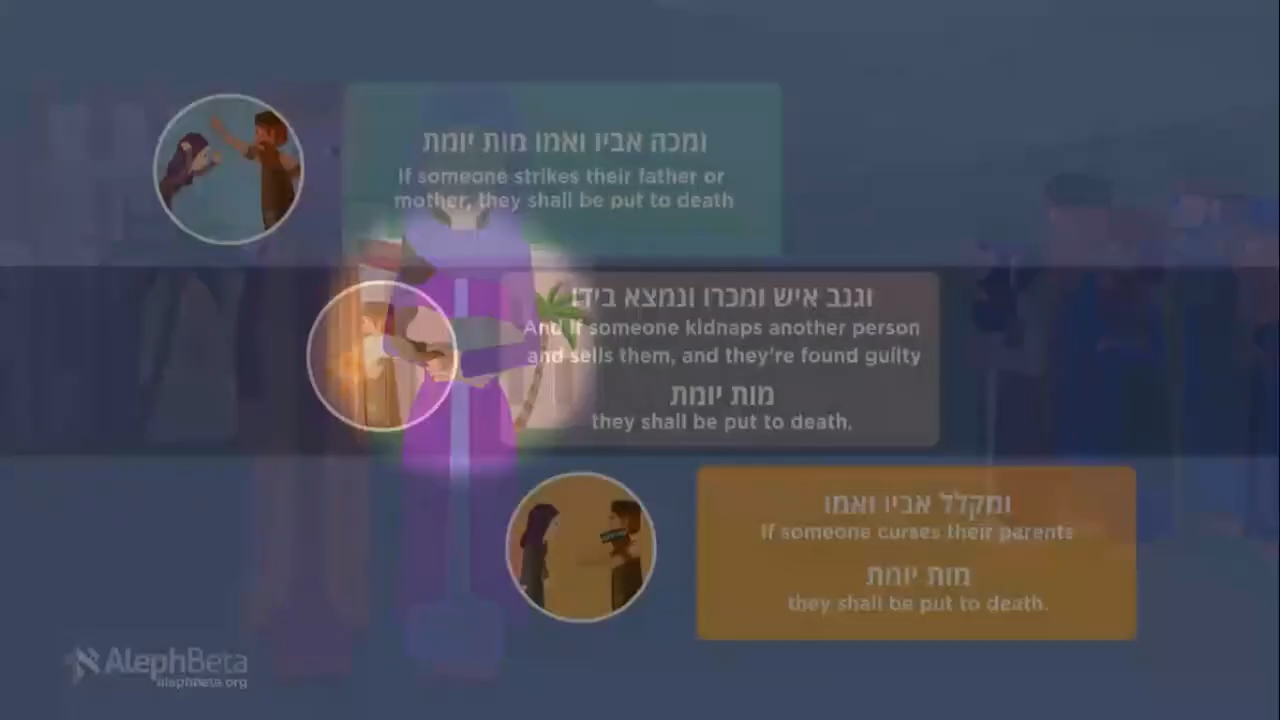 ומכה אביו ואמו מות יומת
If someone strikes their father or
mother, they shall be put to death
וגנב איש ומכרו ונמצא בידו
And if someone kidnaps another person
and sells them, and they're found guilty
מות יומת
they shall be put to death.
ומקלל אביו ואמו
If someone curses their parents
מות יומת
they shall be put to death.
AlephBeta
alephbeta.org